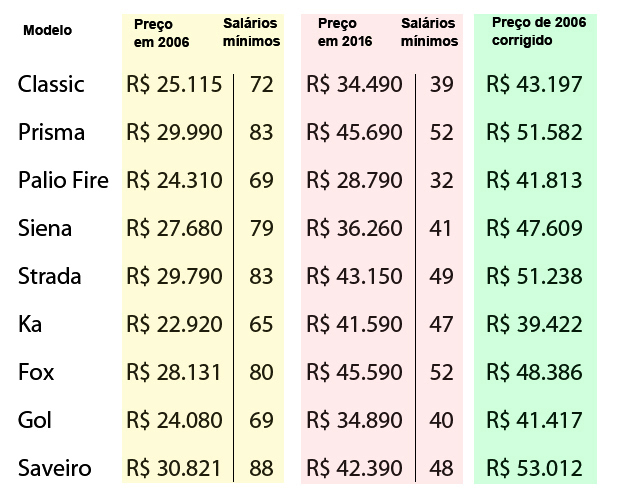 Modelo Preço em 2006 Salários mínimos Preço em 2016 Salários mínimos Preço de 2006 corrigido
Classic R$ 25.115 72 R$ 34.490 39 R$ 43.197
Prisma R$ 29.990 83 R$ 45.690 52 R$ 51.582
Palio Fire R$ 24.310 69 R$ 28.790 32 R$ 41.813
Siena R$ 27.680 79 R$ 36.260 41 R$ 47.609
Strada R$ 29.790 83 R$ 43.150 49 R$ 51.238
Ka R$ 22.920 65 R$ 41.590 47 R$ 39.422
Fox R$ 28.131 80 R$ 45.590 52 R$ 48.386
Gol R$ 24.080 69 R$ 34.890 40 R$ 41.417
Saveiro R$ 30.821 88 R$ 42.390 48 R$ 53.012